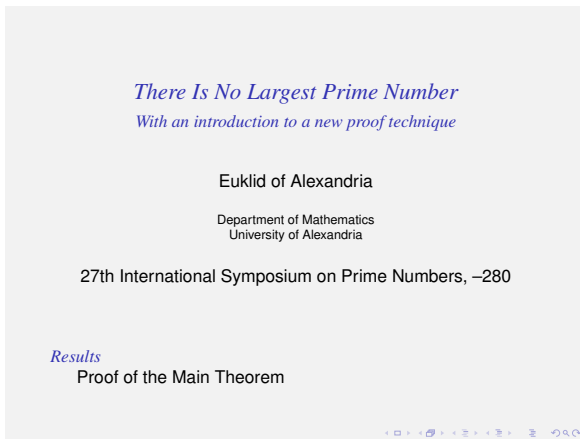 There Is No Largest Prime Number
With an introduction to a new proof technique
Euklid of Alexandria
Department of Mathematics
University of Alexandria
27th International Symposium on Prime Numbers, –280
Results
Proof of the Main Theorem